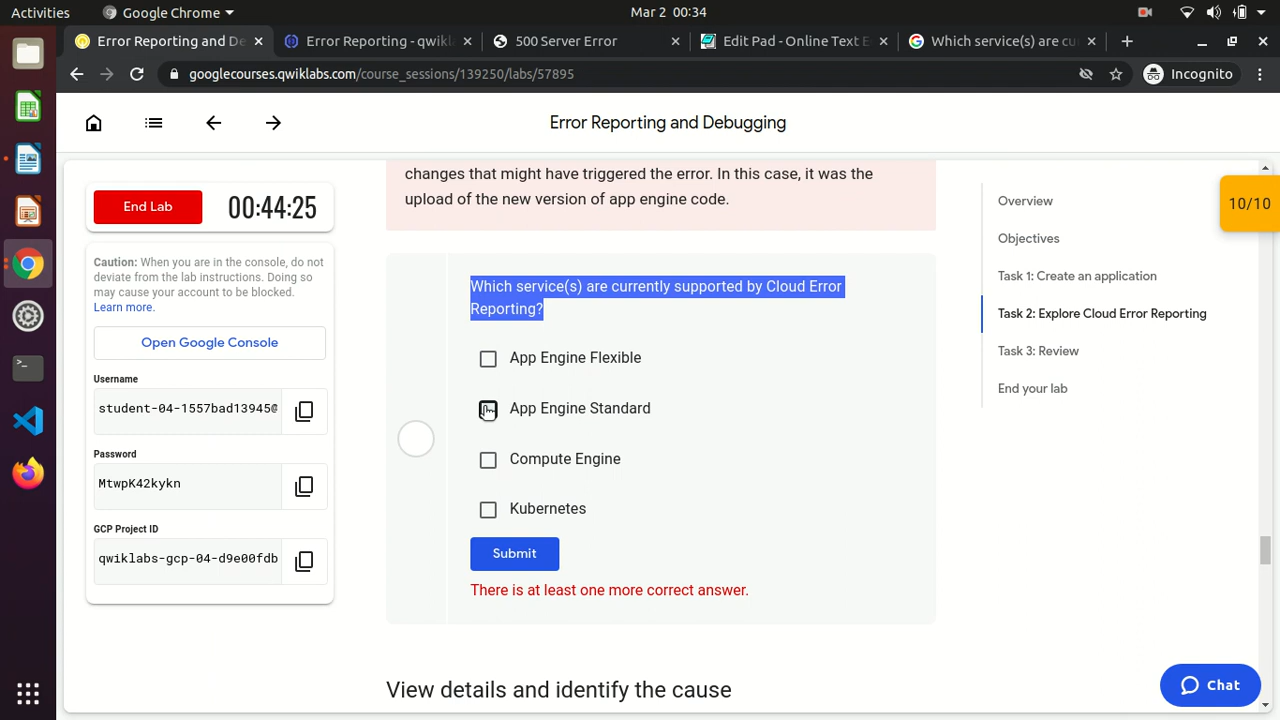 Activities
Google Chrome
Mar 2 00:34
Error Reporting and De
Error Reporting - qwikl
500 Server Error
Edit Pad - Online Text E
Which service(s) are cu
googlecourses.qwiklabs.com/course_sessions/139250/labs/57895
Incognito
Error Reporting and Debugging
End Lab
00:44:25
Caution: When you are in the console, do not
deviate from the lab instructions. Doing so
may cause your account to be blocked.
Learn more.
Open Google Console
Username
student-04-1557bad13945@
Password
MtwpK42kykn
GCP Project ID
qwiklabs-gcp-04-d9e00fdb
changes that might have triggered the error. In this case, it was the
upload of the new version of app engine code.
Which service(s) are currently supported by Cloud Error
Reporting?
App Engine Flexible
App Engine Standard
Compute Engine
Kubernetes
Submit
There is at least one more correct answer.
View details and identify the cause
Overview
Objectives
Task 1: Create an application
Task 2: Explore Cloud Error Reporting
Task 3: Review
End your lab
10/10
Chat